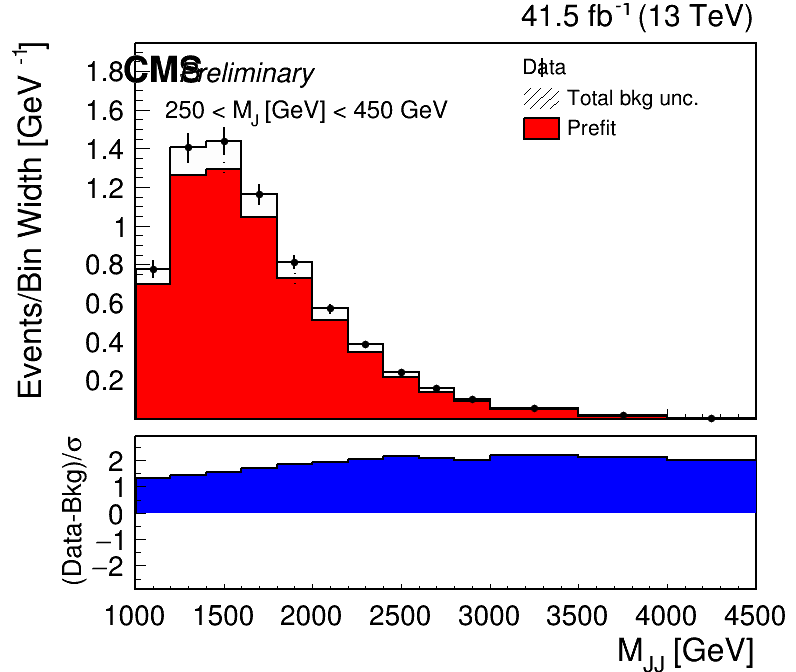 41.5 fb⁻¹ (13 TeV)
Events/Bin Width [GeV⁻¹]
CMS Preliminary
250 < M_J [GeV] < 450 GeV
Data
Total bkg unc.
Prefit
1.8
1.6
1.4
1.2
1
0.8
0.6
0.4
0.2
(Data-Bkg)/σ
2
1
0
−1
−2
1000 1500 2000 2500 3000 3500 4000 4500
M_JJ [GeV]